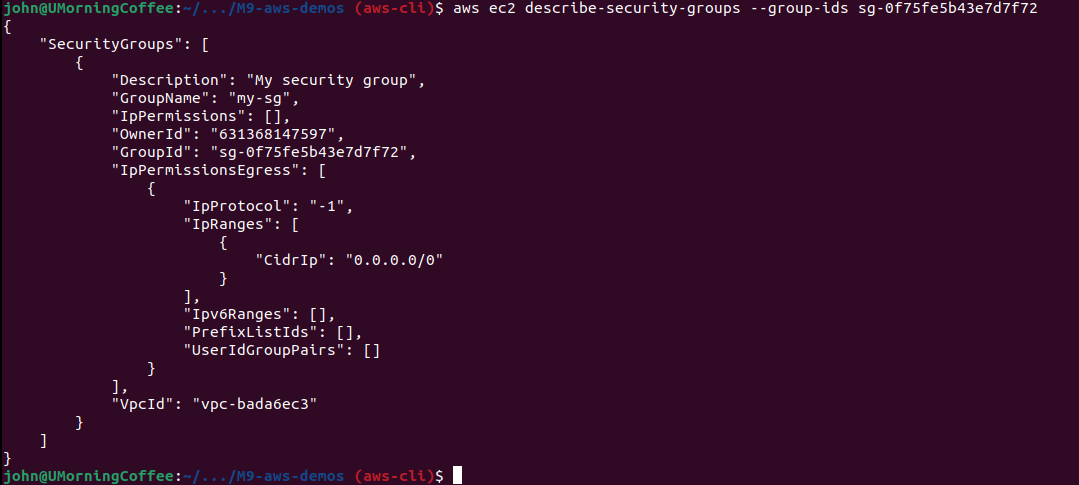 john@UMorningCoffee:~/.../M9-aws-demos (aws-cli)$ aws ec2 describe-security-groups --group-ids sg-0f75fe5b43e7d7f72
{
    "SecurityGroups": [
        {
            "Description": "My security group",
            "GroupName": "my-sg",
            "IpPermissions": [],
            "OwnerId": "631368147597",
            "GroupId": "sg-0f75fe5b43e7d7f72",
            "IpPermissionsEgress": [
                {
                    "IpProtocol": "-1",
                    "IpRanges": [
                        {
                            "CidrIp": "0.0.0.0/0"
                        }
                    ],
                    "Ipv6Ranges": [],
                    "PrefixListIds": [],
                    "UserIdGroupPairs": []
                }
            ],
            "VpcId": "vpc-bada6ec3"
        }
    ]
}
john@UMorningCoffee:~/.../M9-aws-demos (aws-cli)$